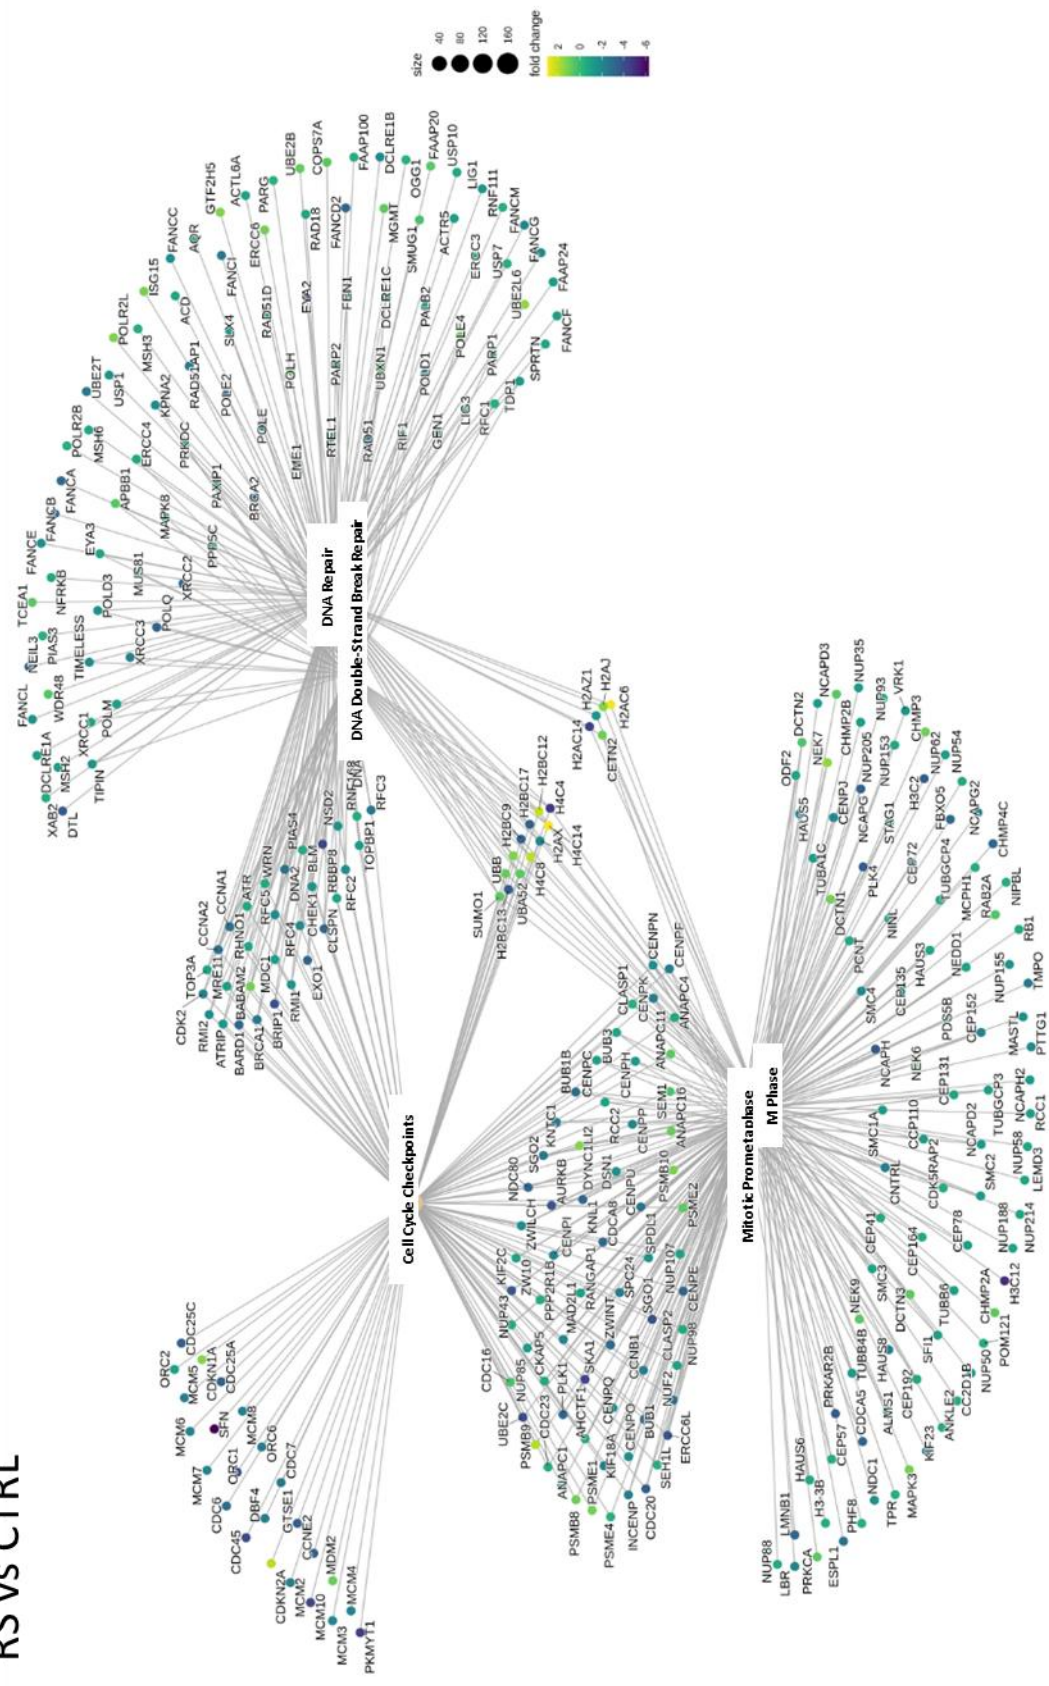 RS vs CTRL
size
40
80
120
160
fold change
2
0
-2
-4
-6
DNA Repair
DNA Double-Strand Break Repair
Cell Cycle Checkpoints
Mitotic Prometaphase
M Phase
UBE2B
COPS7A
FAAP100
DCLRE1B
OGG1
FAAP20
USP10
LIG1
RNF111
FANCM
FANCG
FAAP24
FANCF
SPRTN
TDP1
RFC1
LIG3
GEN1
RIF1
RAD51
RTEL1
EME1
GTF2H5
ACTL6A
PARG
ERCC6
RAD18
FANCD2
MGMT
SMUG1
ACTR5
ERCC3
USP7
UBE2L6
FANCC
AQR
FANCI
RAD51D
EYA2
FEN1
DCLRE1C
PALB2
POLE4
PARP1
ISG15
ACD
SLX4
POLH
PARP2
UBXN1
POLD1
POLR2L
MSH3
RAD51AP1
POLE2
POLE
UBE2T
USP1
KPNA2
PRKDC
PAXIP1
BRCA2
POLR2B
MSH6
ERCC4
APBB1
MAPK8
PPP5C
FANCA
FANCB
FANCE
EYA3
MUS81
XRCC2
TCEA1
NFRKB
POLD3
POLQ
NEIL3
PIAS3
TIMELESS
XRCC3
FANCL
WDR48
XRCC1
POLM
DCLRE1A
MSH2
TIPIN
XAB2
DTL
RFC3
DNA
TOPBP1
NSD2
PIAS4
BLM
RBBP8
RFC2
WRN
DNA2
CHEK1
CLSPN
CCNA1
ATR
RFC5
RFC4
EXO1
CCNA2
RHNO1
MDC1
RMI1
TOP3A
MRE11
BABAM2
BRIP1
CDK2
RMI2
ATRIP
BARD1
BRCA1
H2AZ1
H2AJ
H2AC6
H2AC14
CETN2
H2BC12
H2BC17
H4C4
H2BC9
H2AX
H4C14
UBB
H4C8
UBA52
SUMO1
H2BC13
CENPN
CENPF
CLASP1
CENPK
ANAPC4
BUB3
ANAPC11
BUB1B
CENPC
CENPH
SEM1
ANAPC16
KNTC1
RCC2
CENPP
SGO2
DYNC1LI2
DSN1
PSMB10
NDC80
AURKB
KNL1
CENPU
PSME2
ZWILCH
CENPI
CDCA8
SPDL1
KIF2C
ZW10
PPP2R1B
RANGAP1
SPC24
NUP107
NUP43
MAD2L1
SGO1
CENPE
CKAP5
ZWINT
CLASP2
NUP98
CDC16
NUP85
PLK1
SKA1
CCNB1
NUF2
UBE2C
CDC23
AHCTF1
CENPQ
BUB1
PSMB9
ANAPC1
KIF18A
CENPO
ERCC6L
PSMB8
PSME1
PSME4
INCENP
CDC20
SEH1L
ORC2
CDC25C
MCM5
CDKN1A
CDC25A
MCM6
SFN
MCM8
MCM7
ORC1
ORC6
CDC6
DBF4
CDC7
CDC45
GTSE1
CCNE2
CDKN2A
MCM2
MDM2
MCM10
MCM3
MCM4
PKMYT1
NCAPD3
NUP35
DCTN2
CHMP2B
NUP93
VRK1
ODF2
NEK7
NUP205
NUP153
CHMP3
HAUS5
CENPJ
NCAPG
H3C2
NUP62
NUP54
TUBA1C
STAG1
FBXO5
NCAPG2
PLK4
CEP72
TUBGCP4
CHMP4C
DCTN1
NINL
MCPH1
RAB2A
NIPBL
PCNT
HAUS3
NEDD1
RB1
SMC4
CEP135
NUP155
TMPO
PDS5B
CEP152
MASTL
PTTG1
NCAPH
NEK6
CEP131
TUBGCP3
NCAPH2
RCC1
SMC1A
CCP110
NCAPD2
NUP58
LEMD3
CNTRL
CDK5RAP2
SMC2
NUP188
NUP214
CEP41
CEP164
CEP78
H3C12
SMC3
DCTN3
TUBB6
CHMP2A
POM121
NEK9
SFI1
NUP50
TUBB4B
HAUS8
CC2D1B
PRKAR2B
CEP192
ANKLE2
CDCA5
ALMS1
KIF23
HAUS6
CEP57
NDC1
MAPK3
LMNB1
H3-3B
PHF8
TPR
NUP88
LBR
PRKCA
ESPL1